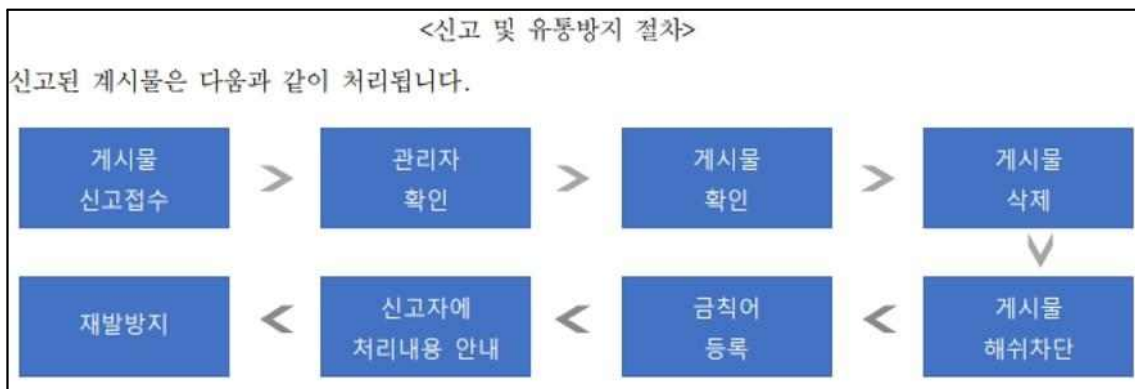 <신고 및 유통방지 절차>
신고된 계시물은 다움과 같이 처리됩니다.
게시물
신고접수
관리자
확인
게시물
확인
게시물
삭제
게시물
해쉬차단
금칙어
등록
신고자에
처리내용 안내
재발방지